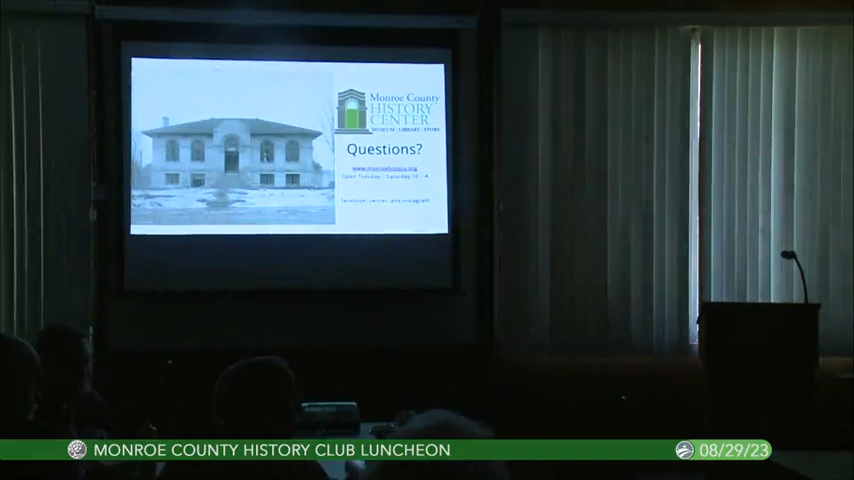 Monroe County
HISTORY
CENTER
MUSEUM LIBRARY STORE
Questions?
www.monroehistory.org
Open Tuesday - Saturday 10 - 4
facebook, twitter, and instagram
MONROE COUNTY HISTORY CLUB LUNCHEON
08/29/23